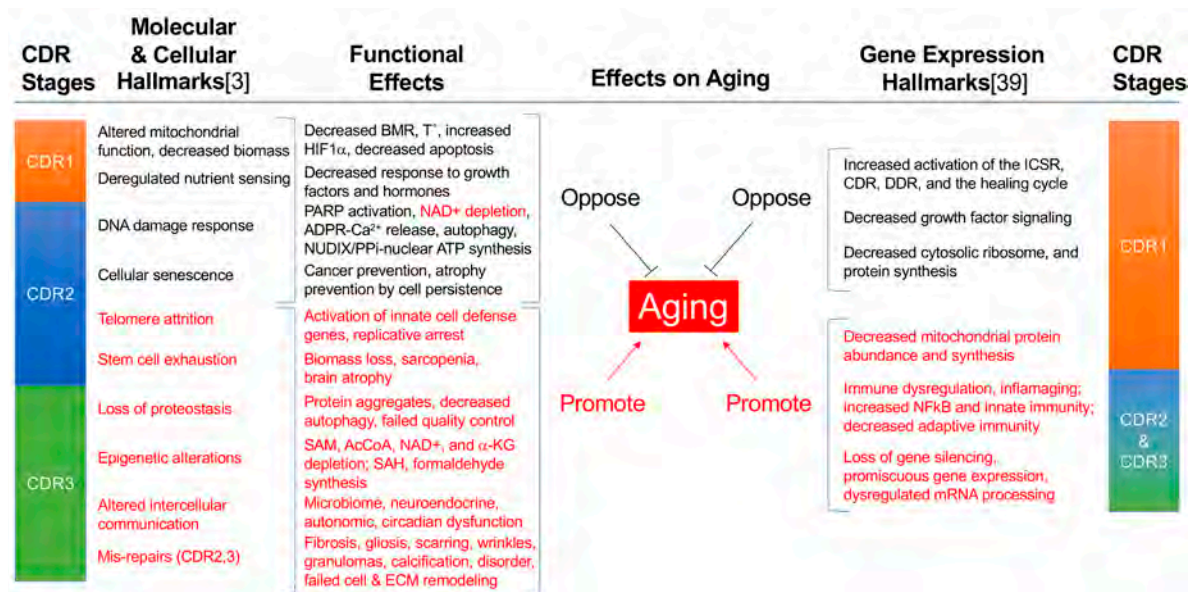 CDR
Stages
Molecular
& Cellular
Hallmarks[3]
Functional
Effects
Effects on Aging
Gene Expression
Hallmarks[39]
CDR
Stages
CDR1
CDR2
CDR3
Altered mitochondrial
function, decreased biomass
Deregulated nutrient sensing
DNA damage response
Cellular senescence
Telomere attrition
Stem cell exhaustion
Loss of proteostasis
Epigenetic alterations
Altered intercellular
communication
Mis-repairs (CDR2,3)
Decreased BMR, T°, increased
HIF1α, decreased apoptosis
Decreased response to growth
factors and hormones
PARP activation, NAD+ depletion,
ADPR-Ca²⁺ release, autophagy,
NUDIX/PPi-nuclear ATP synthesis
Cancer prevention, atrophy
prevention by cell persistence
Activation of innate cell defense
genes, replicative arrest
Biomass loss, sarcopenia,
brain atrophy
Protein aggregates, decreased
autophagy, failed quality control
SAM, AcCoA, NAD+, and α-KG
depletion; SAH, formaldehyde
synthesis
Microbiome, neuroendocrine,
autonomic, circadian dysfunction
Fibrosis, gliosis, scarring, wrinkles,
granulomas, calcification, disorder,
failed cell & ECM remodeling
Oppose
Oppose
Aging
Promote
Promote
Increased activation of the ICSR,
CDR, DDR, and the healing cycle
Decreased growth factor signaling
Decreased cytosolic ribosome, and
protein synthesis
Decreased mitochondrial protein
abundance and synthesis
Immune dysregulation, inflamaging;
increased NFkB and innate immunity;
decreased adaptive immunity
Loss of gene silencing,
promiscuous gene expression,
dysregulated mRNA processing
CDR1
CDR2
&
CDR3